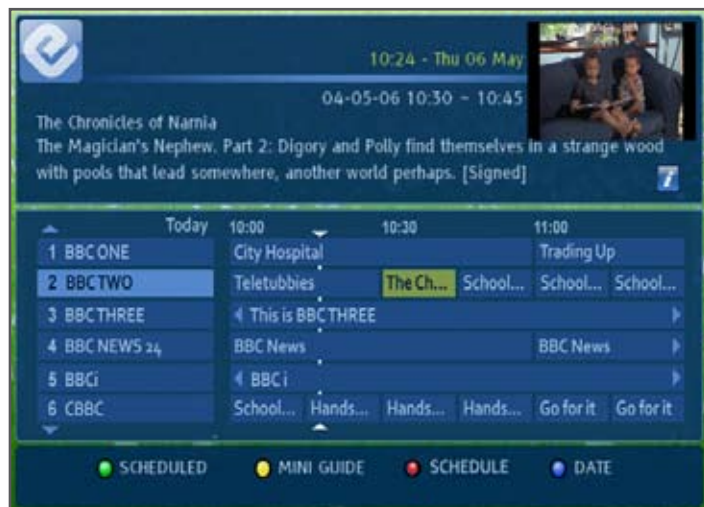 10:24 - Thu 06 May
04-05-06 10:30 ~ 10:45
The Chronicles of Narnia
The Magician's Nephew. Part 2: Digory and Polly find themselves in a strange wood
with pools that lead somewhere, another world perhaps. [Signed]
i
Today 10:00 10:30 11:00
1 BBC ONE City Hospital Trading Up
2 BBC TWO Teletubbies The Ch... School... School... School...
3 BBC THREE This is BBC THREE
4 BBC NEWS 24 BBC News BBC News
5 BBCi BBC i
6 CBBC School... Hands... Hands... Hands... Go for it Go for it
SCHEDULED MINI GUIDE SCHEDULE DATE